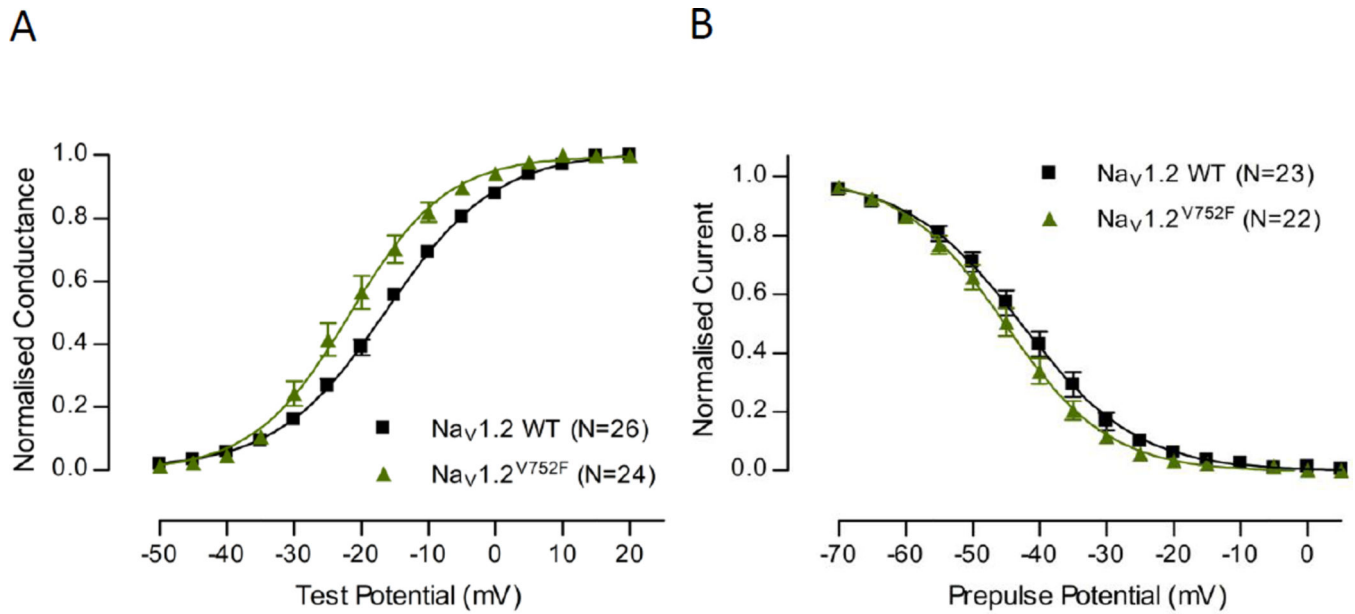 A
Normalised Conductance
1.0
0.8
0.6
0.4
0.2
0.0
NaV1.2 WT (N=26)
NaV1.2V752F (N=24)
-50 -40 -30 -20 -10 0 10 20
Test Potential (mV)
B
Normalised Current
1.0
0.8
0.6
0.4
0.2
0.0
NaV1.2 WT (N=23)
NaV1.2V752F (N=22)
-70 -60 -50 -40 -30 -20 -10 0
Prepulse Potential (mV)